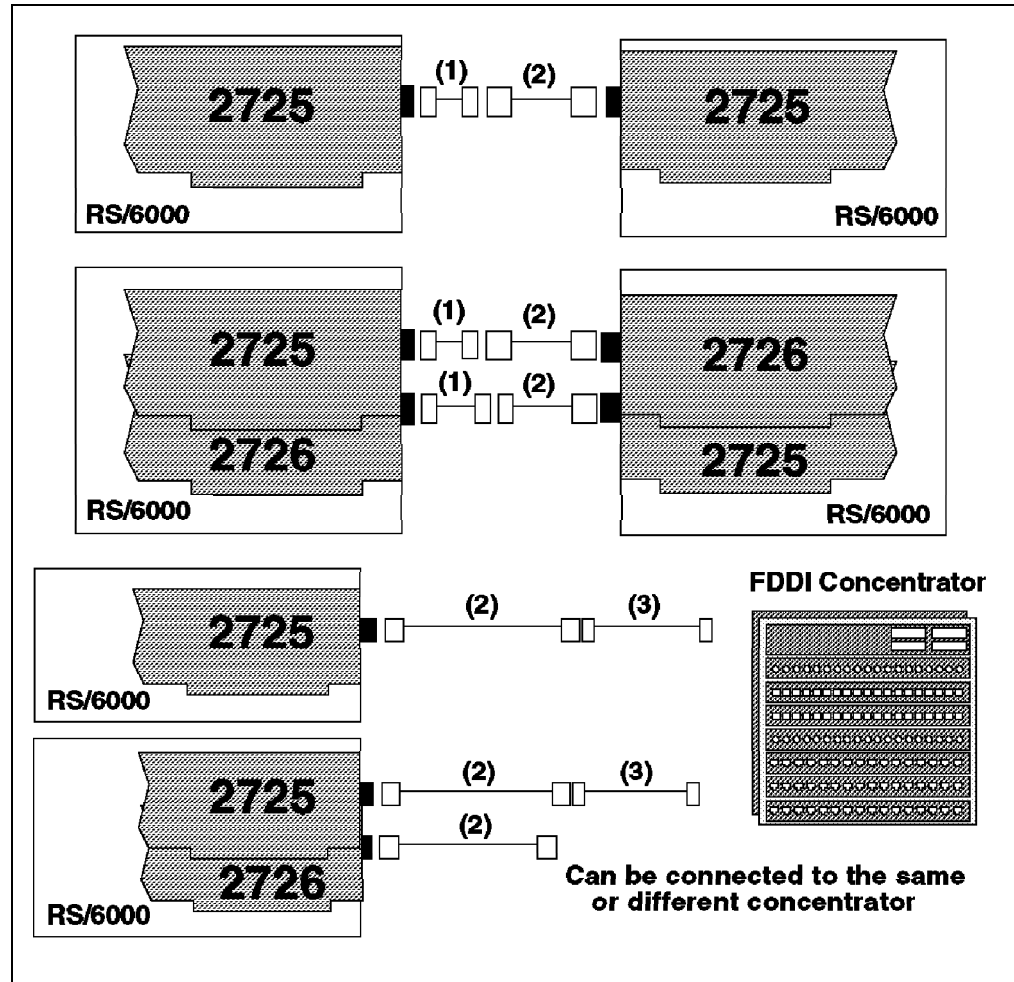 (1) (2)
2725 2725
RS/6000 RS/6000
(1) (2)
2725 2726
(1) (2)
2726 2725
RS/6000 RS/6000
FDDI Concentrator
(2) (3)
2725
RS/6000
(2) (3)
2725
(2)
2726
RS/6000
Can be connected to the same
or different concentrator